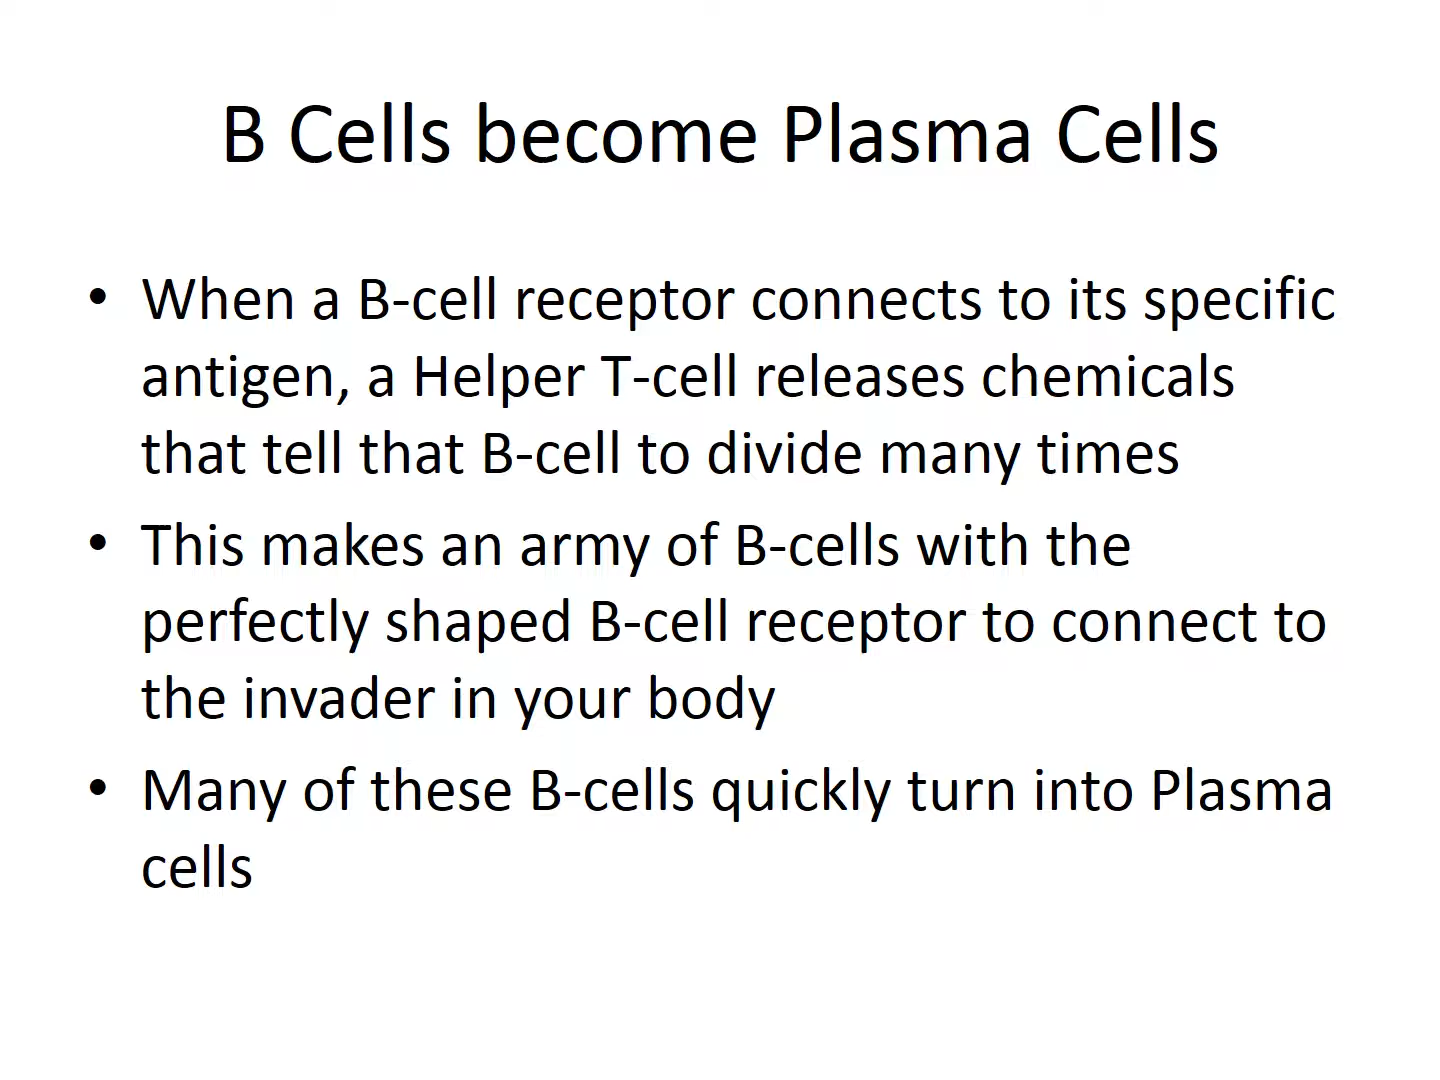 B Cells become Plasma Cells
• When a B-cell receptor connects to its specific
antigen, a Helper T-cell releases chemicals
that tell that B-cell to divide many times
• This makes an army of B-cells with the
perfectly shaped B-cell receptor to connect to
the invader in your body
• Many of these B-cells quickly turn into Plasma
cells